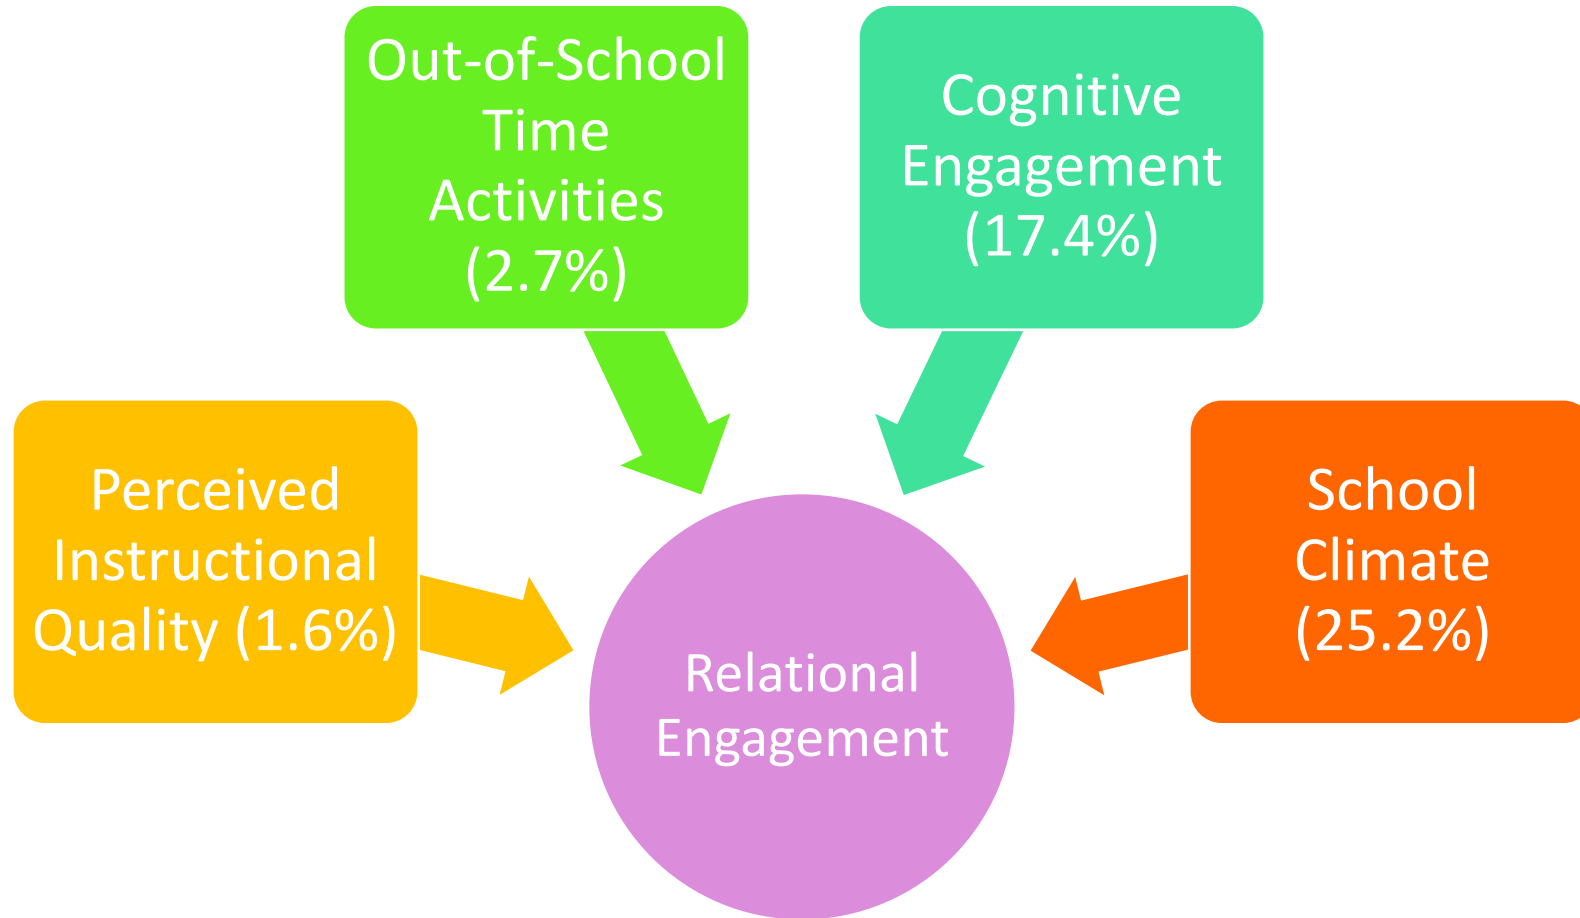 Out-of-School
Time
Activities
(2.7%)
Cognitive
Engagement
(17.4%)
Perceived
Instructional
Quality (1.6%)
School
Climate
(25.2%)
Relational
Engagement